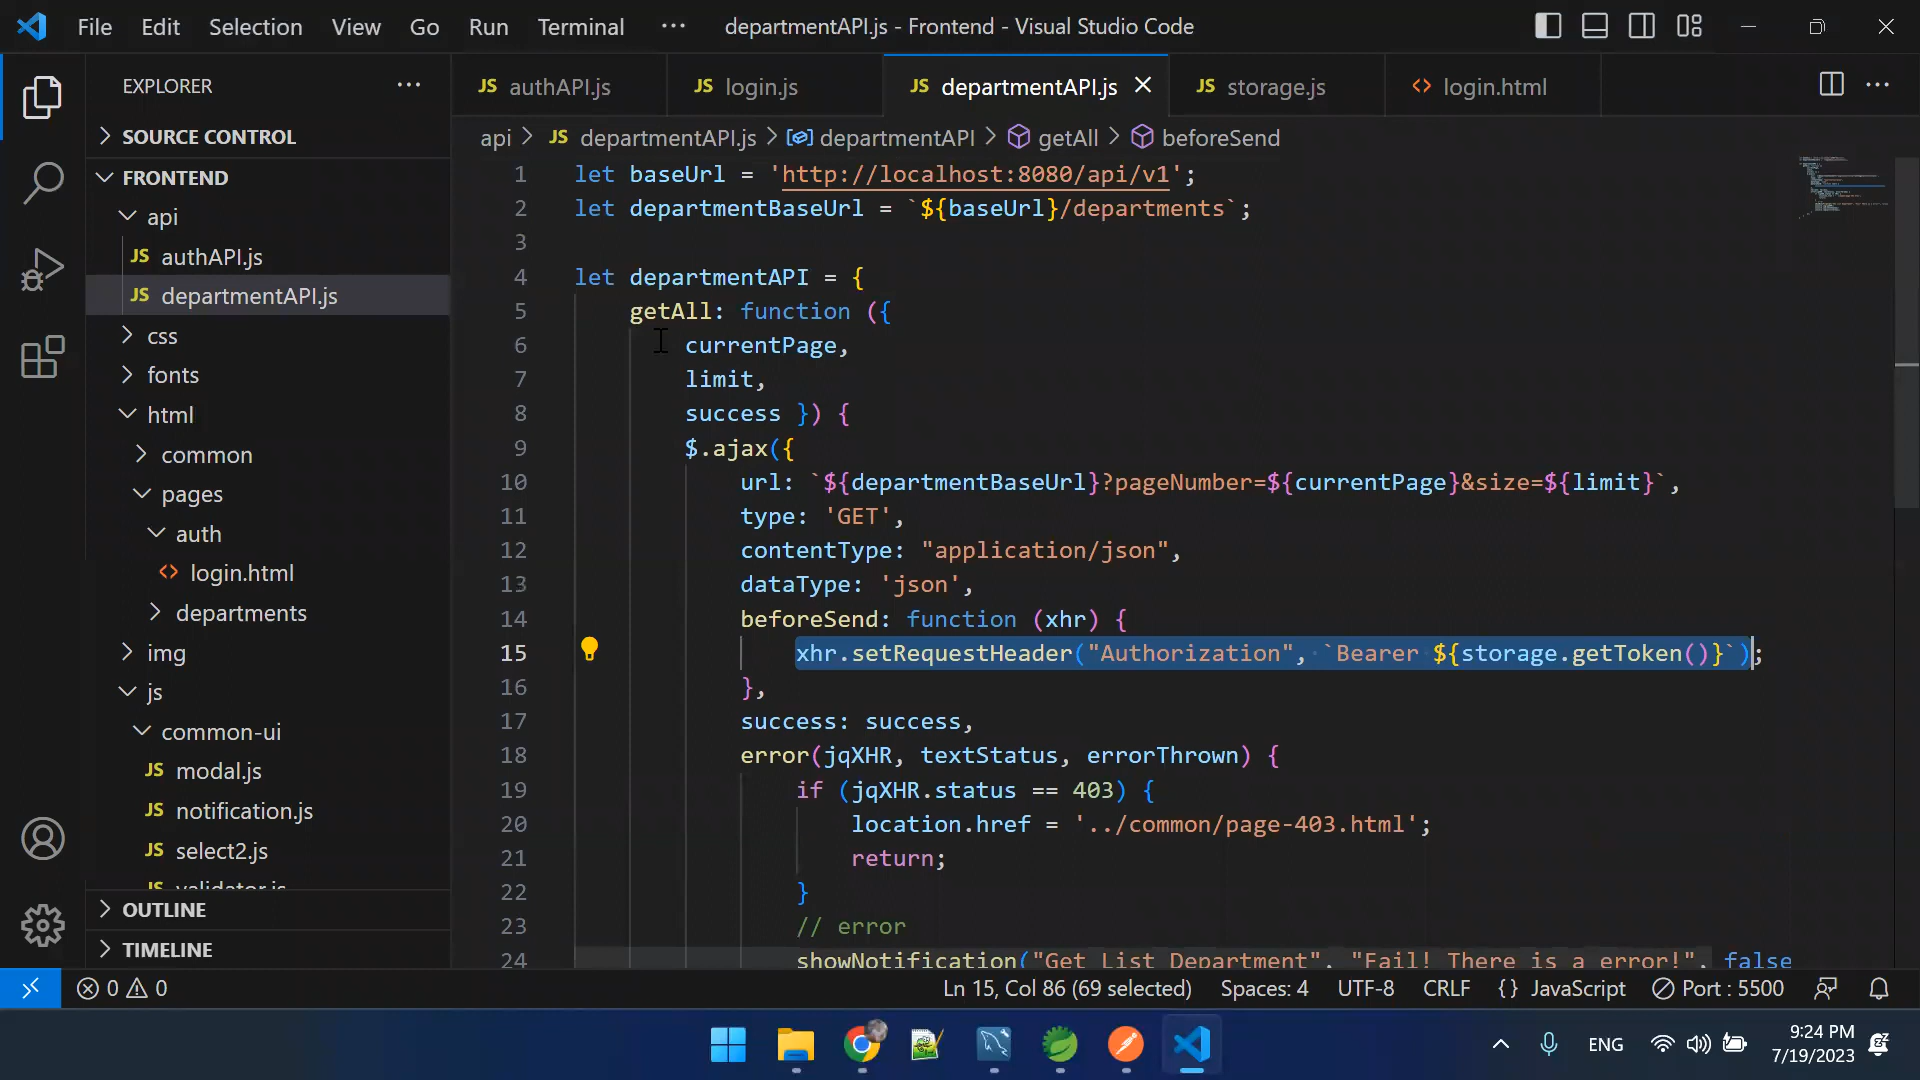 File Edit Selection View Go Run Terminal ··· departmentAPI.js - Frontend - Visual Studio Code
EXPLORER ···
SOURCE CONTROL
FRONTEND
api
JS authAPI.js
JS departmentAPI.js
css
fonts
html
common
pages
auth
<> login.html
departments
img
js
common-ui
JS modal.js
JS notification.js
JS select2.js
JS validator.js
OUTLINE
TIMELINE
JS authAPI.js JS login.js JS departmentAPI.js JS storage.js <> login.html ···
api > JS departmentAPI.js > departmentAPI > getAll > beforeSend
1 let baseUrl = 'http://localhost:8080/api/v1';
2 let departmentBaseUrl = `${baseUrl}/departments`;
3
4 let departmentAPI = {
5 getAll: function ({
6 currentPage,
7 limit,
8 success }) {
9 $.ajax({
10 url: `${departmentBaseUrl}?pageNumber=${currentPage}&size=${limit}`,
11 type: 'GET',
12 contentType: "application/json",
13 dataType: 'json',
14 beforeSend: function (xhr) {
15 xhr.setRequestHeader("Authorization", `Bearer ${storage.getToken()}`);
16 },
17 success: success,
18 error(jqXHR, textStatus, errorThrown) {
19 if (jqXHR.status == 403) {
20 location.href = '../common/page-403.html';
21 return;
22 }
23 // error
24 showNotification("Get List Department", "Fail! There is a error!", false
0 0 Ln 15, Col 86 (69 selected) Spaces: 4 UTF-8 CRLF {} JavaScript Port : 5500
ENG 9:24 PM
7/19/2023